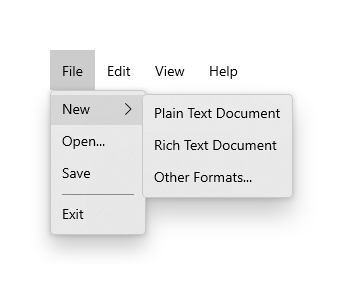 File Edit View Help
New
Open...
Save
Exit
Plain Text Document
Rich Text Document
Other Formats...